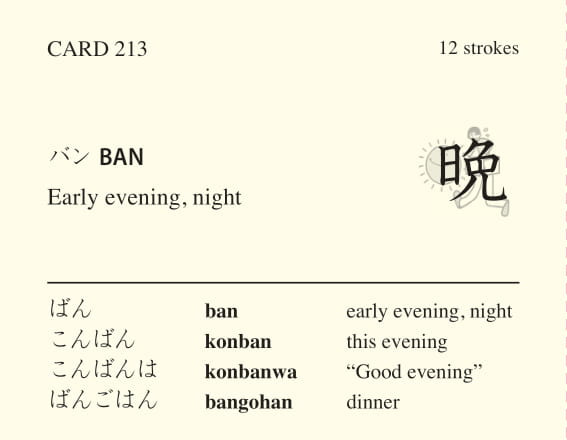 CARD 213 12 strokes
バン BAN 晩
Early evening, night
ばん ban early evening, night
こんばん konban this evening
こんばんは konbanwa “Good evening”
ばんごはん bangohan dinner